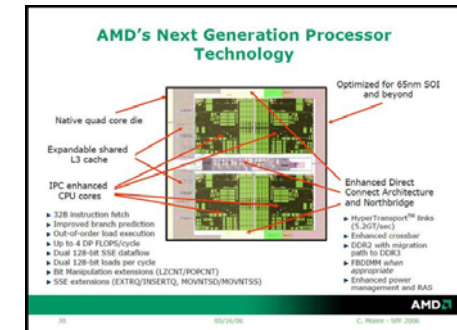 AMD's Next Generation Processor
Technology
Optimized for 65nm SOI
and beyond
Native quad core die
Expandable shared
L3 cache
IPC enhanced
CPU cores
Enhanced Direct
Connect Architecture
and Northbridge
▶ 32B instruction fetch
▶ Improved branch prediction
▶ Out-of-order load execution
▶ Up to 4 DP FLOPS/cycle
▶ Dual 128-bit SSE dataflow
▶ Dual 128-bit loads per cycle
▶ Bit Manipulation extensions (LZCNT/POPCNT)
▶ SSE extensions (EXTRQ/INSERTQ, MOVNTSD/MOVNTSS)
▶ HyperTransport™ links
(5.2GT/sec)
▶ Enhanced crossbar
▶ DDR2 with migration
path to DDR3
▶ FBDIMM when
appropriate
▶ Enhanced power
management and RAS
AMD
05/16/06
C. Moore - SPF 2006